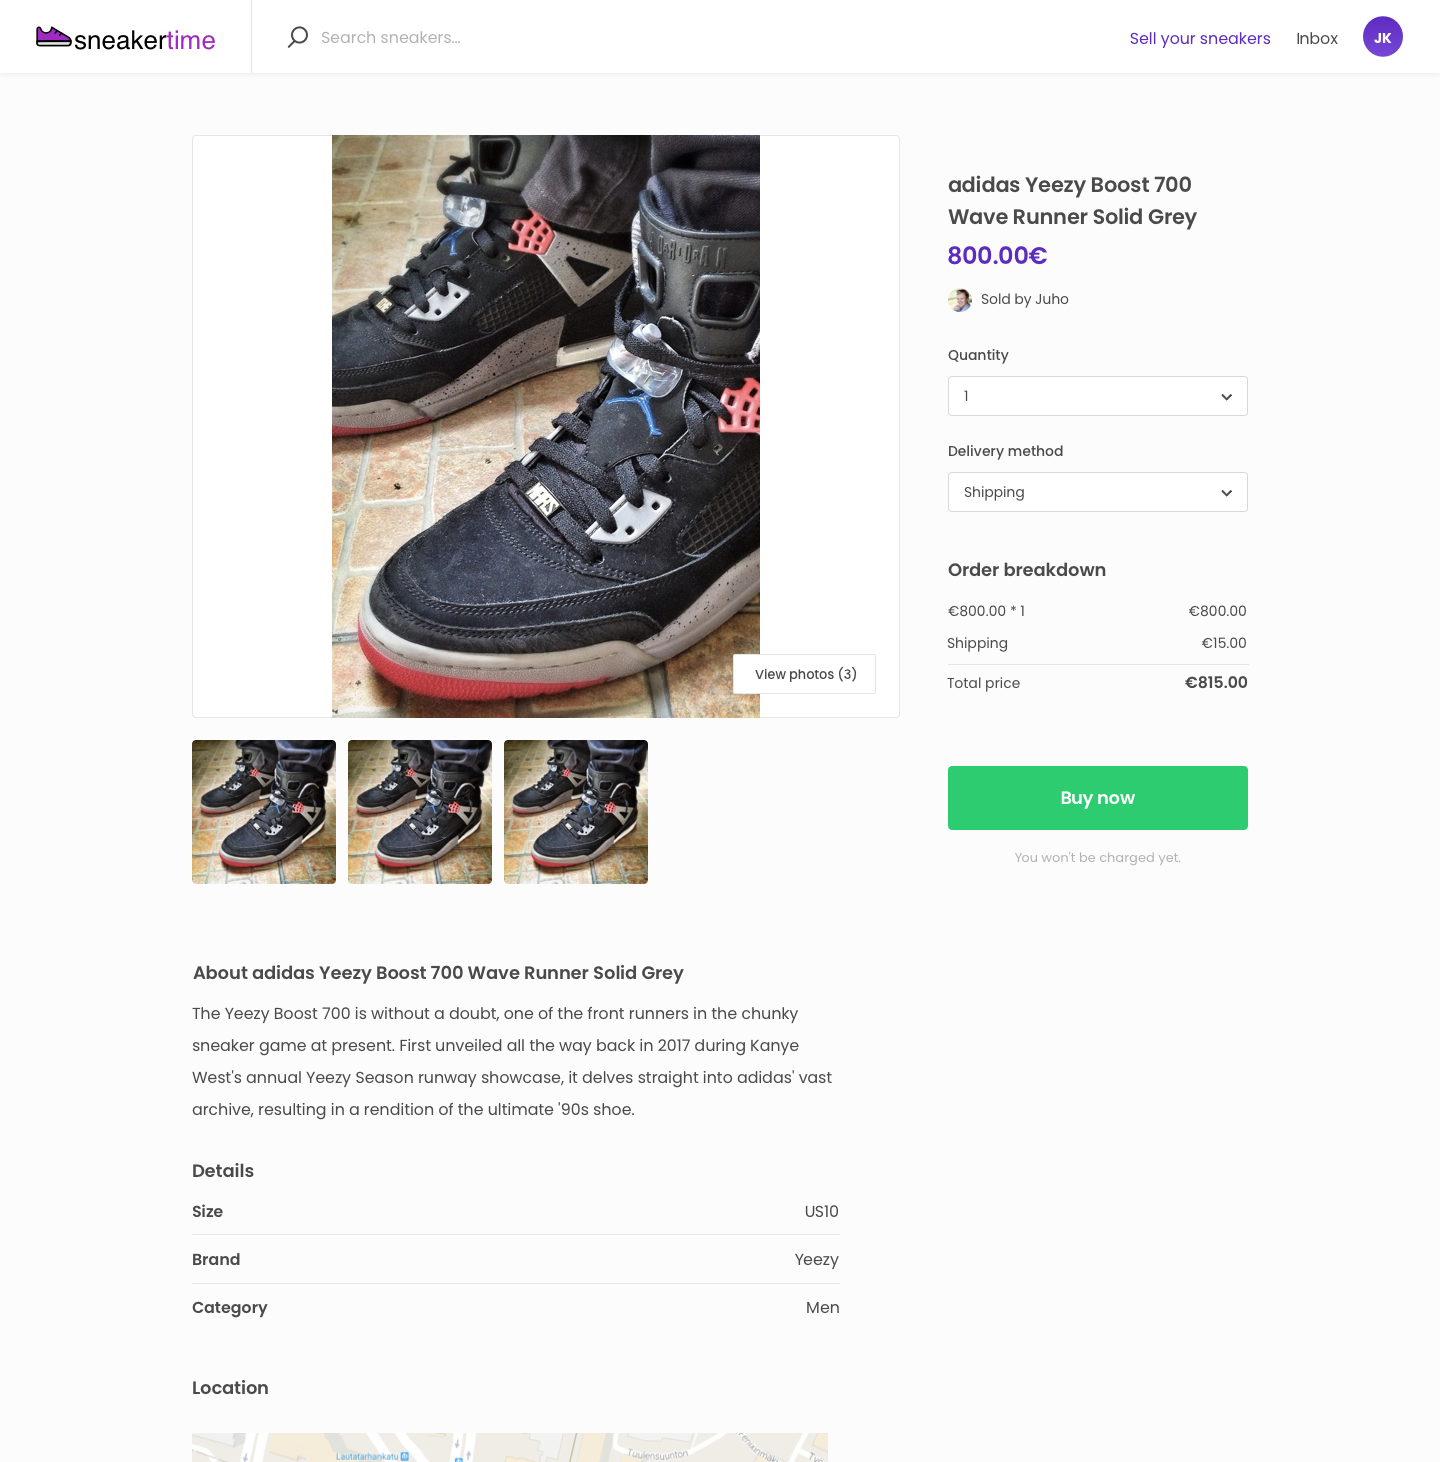 sneakertime
Search sneakers...
Sell your sneakers
Inbox
JK
View photos (3)
adidas Yeezy Boost 700
Wave Runner Solid Grey
800.00€
Sold by Juho
Quantity
1
Delivery method
Shipping
Order breakdown
€800.00 * 1 €800.00
Shipping €15.00
Total price €815.00
Buy now
You won't be charged yet.
About adidas Yeezy Boost 700 Wave Runner Solid Grey
The Yeezy Boost 700 is without a doubt, one of the front runners in the chunky
sneaker game at present. First unveiled all the way back in 2017 during Kanye
West's annual Yeezy Season runway showcase, it delves straight into adidas' vast
archive, resulting in a rendition of the ultimate '90s shoe.
Details
Size US10
Brand Yeezy
Category Men
Location
Lautatarhankatu
Tuulensuunton